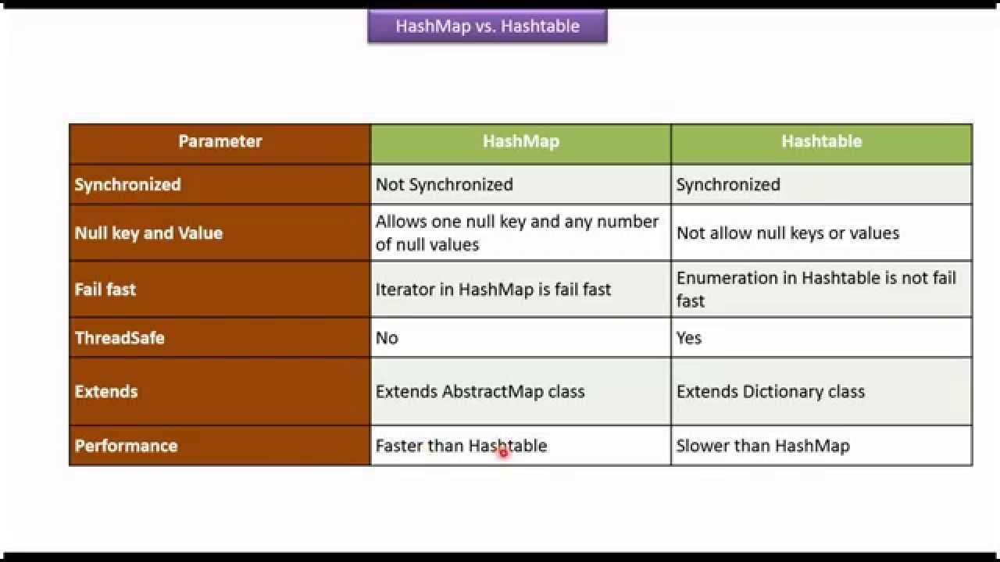 HashMap vs. Hashtable
Parameter HashMap Hashtable
Synchronized Not Synchronized Synchronized
Null key and Value Allows one null key and any number
of null values Not allow null keys or values
Fail fast Iterator in HashMap is fail fast Enumeration in Hashtable is not fail
fast
ThreadSafe No Yes
Extends Extends AbstractMap class Extends Dictionary class
Performance Faster than Hashtable Slower than HashMap